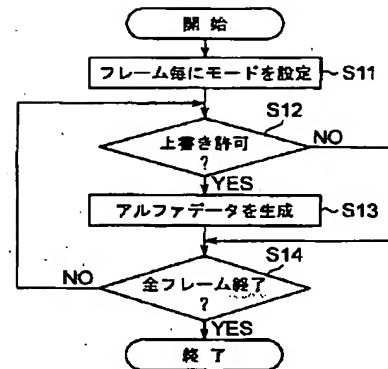 開始
フレーム毎にモードを設定
S11
S12
上書き許可
?
NO
YES
アルファデータを生成
S13
S14
NO
全フレーム終了
?
YES
終了